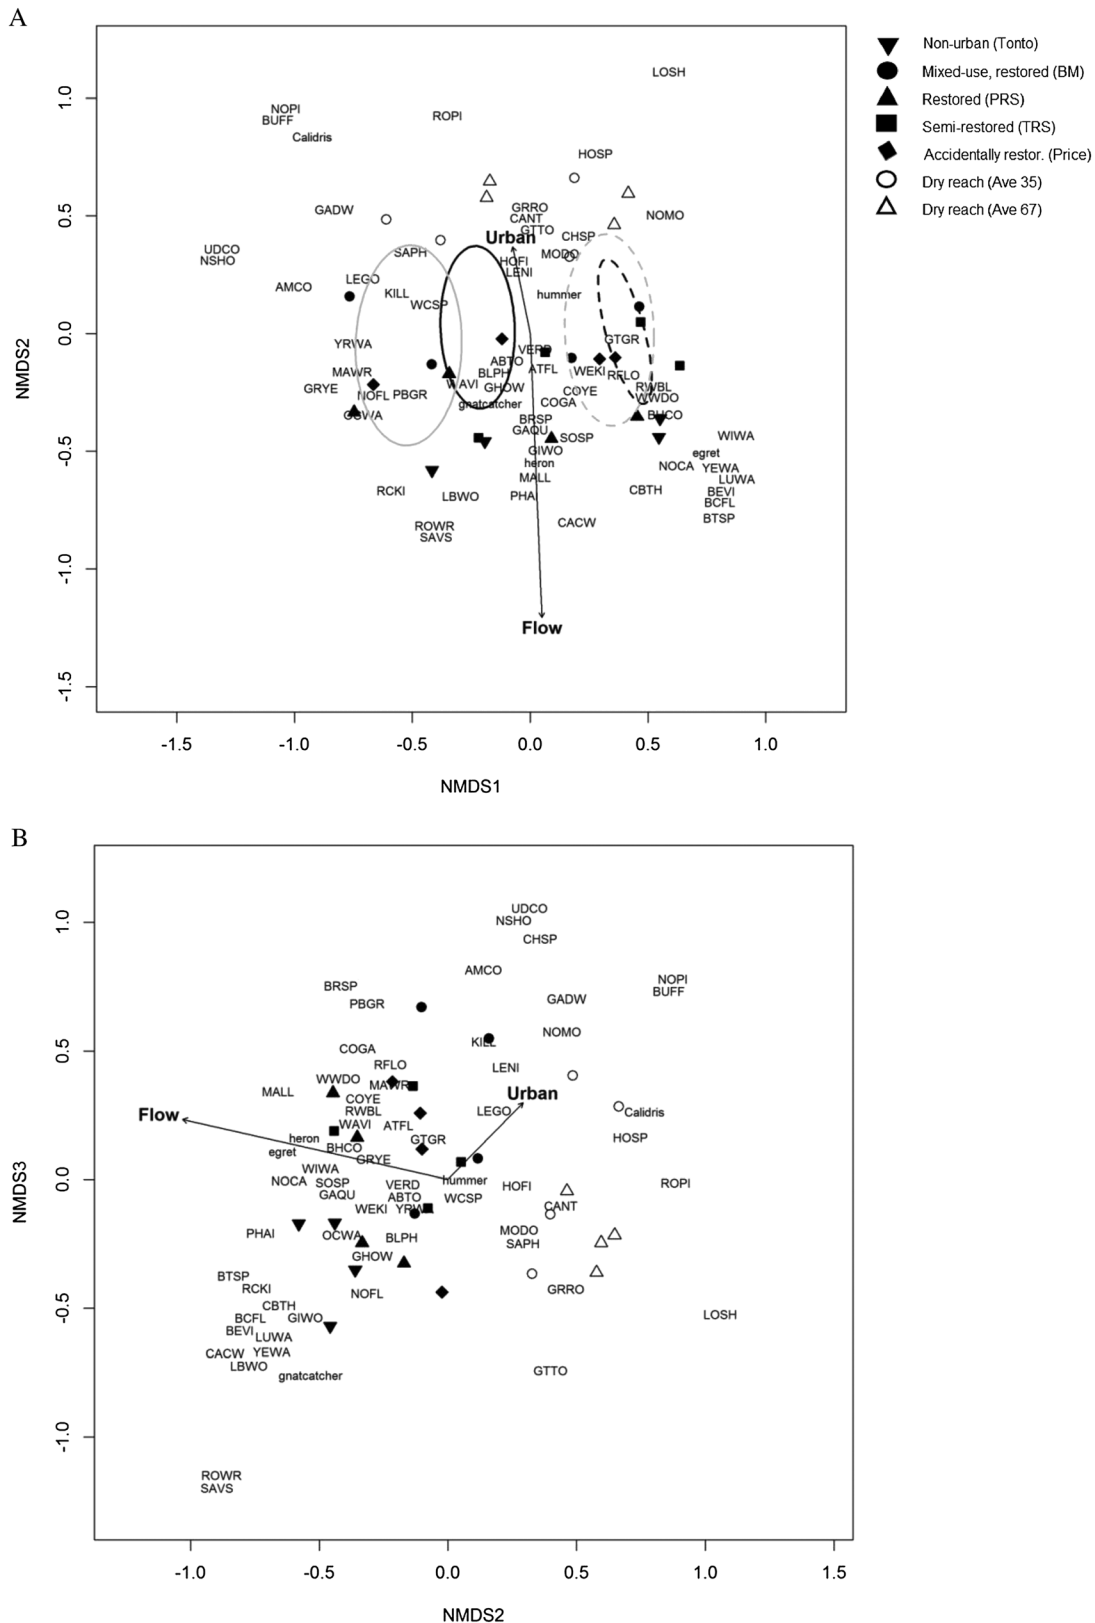 A
Non-urban (Tonto)
Mixed-use, restored (BM)
Restored (PRS)
Semi-restored (TRS)
Accidentally restor. (Price)
Dry reach (Ave 35)
Dry reach (Ave 67)
NMDS2
1.0
0.5
0.0
-0.5
-1.0
-1.5
LOSH
NOPI
BUFF
ROPI
Calidris
HOSP
GADW
GRRO
CANT
NOMO
GTTO
Urban
CHSP
UDCO
NSHO
SAPH
MODO
HOFI
LENI
LEGO
AMCO
KILL
hummer
WCSP
GTGR
YRWA
VERD
ABTO
ATFL
MAWR
BLPH
WEKI
RFLO
GRYE
WAVI
GHOW
RWBL
NOFL
PBGR
COYE
WWDO
gnatcatcher
COGA
OCWA
BHCO
BRSP
GAQU
SOSP
WIWA
GIWO
egret
heron
NOCA
YEWA
MALL
LUWA
RCKI
LBWO
PHAI
CBTH
BEVI
BCFL
ROWR
CACW
BTSP
SAVS
Flow
-1.5
-1.0
-0.5
0.0
0.5
1.0
NMDS1
B
NMDS3
1.0
0.5
0.0
-0.5
-1.0
UDCO
NSHO
CHSP
AMCO
NOPI
BUFF
BRSP
PBGR
GADW
NOMO
KILL
COGA
RFLO
LENI
WWDO
MAWR
MALL
COYE
Urban
Flow
RWBL
LEGO
Calidris
WAVI
ATFL
heron
GTGR
HOSP
egret
BHCO
GRYE
WIWA
NOCA
SOSP
VERD
hummer
HOFI
ROPI
GAQU
ABTO
WCSP
WEKI
YRWA
CANT
PHAI
OCWA
BLPH
MODO
SAPH
GHOW
BTSP
RCKI
NOFL
GRRO
CBTH
BCFL
GIWO
LOSH
BEVI
LUWA
CACW
YEWA
LBWO
gnatcatcher
GTTO
ROWR
SAVS
-1.0
-0.5
0.0
0.5
1.0
1.5
NMDS2